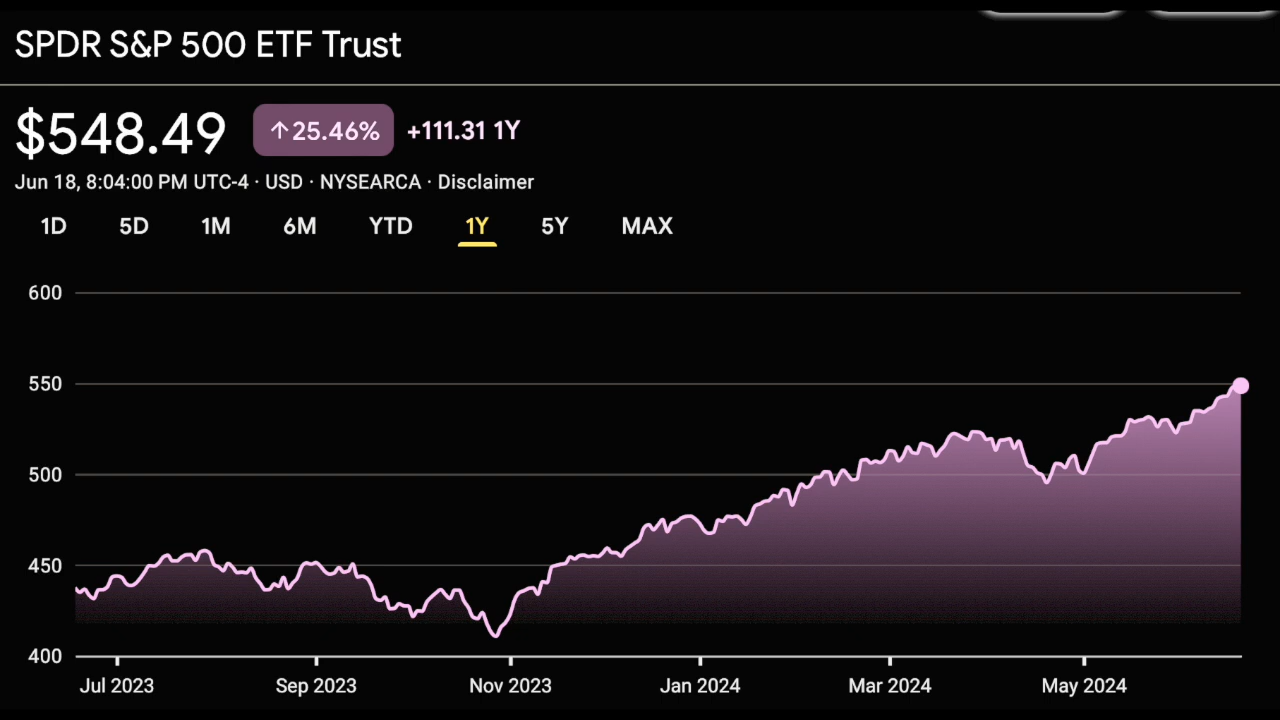 SPDR S&P 500 ETF Trust
$548.49 ↑25.46% +111.31 1Y
Jun 18, 8:04:00 PM UTC-4 · USD · NYSEARCA · Disclaimer
1D 5D 1M 6M YTD 1Y 5Y MAX
600
550
500
450
400
Jul 2023 Sep 2023 Nov 2023 Jan 2024 Mar 2024 May 2024